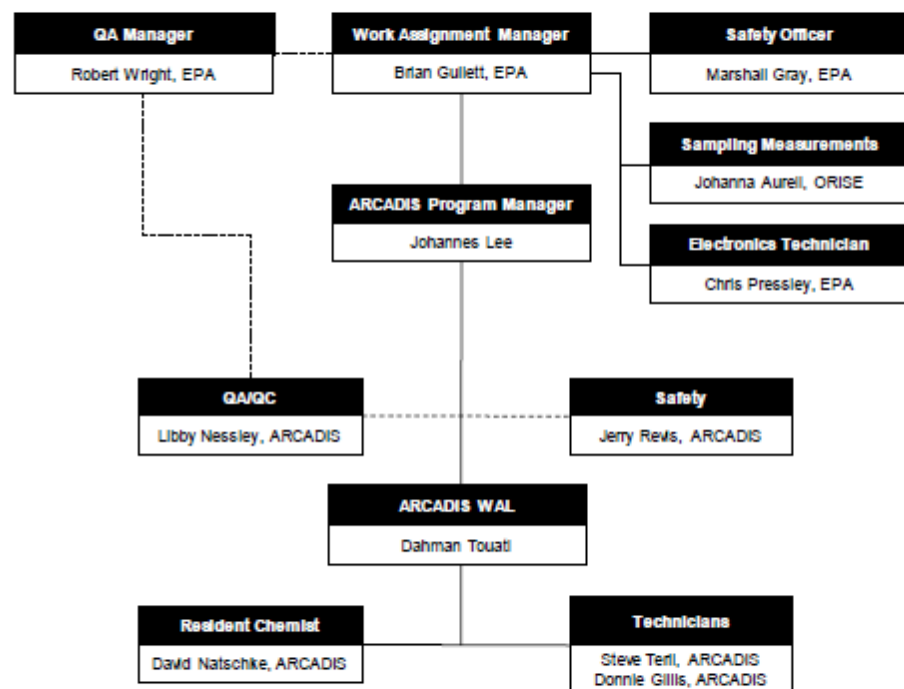 QA Manager
Robert Wright, EPA
Work Assignment Manager
Brian Gullett, EPA
Safety Officer
Marshall Gray, EPA
Sampling Measurements
Johanna Aurell, ORISE
ARCADIS Program Manager
Johannes Lee
Electronics Technician
Chris Pressley, EPA
QA/QC
Libby Nessley, ARCADIS
Safety
Jerry Revis, ARCADIS
ARCADIS WAL
Dahman Touati
Resident Chemist
David Natschke, ARCADIS
Technicians
Steve Terll, ARCADIS
Donnie Gillis, ARCADIS